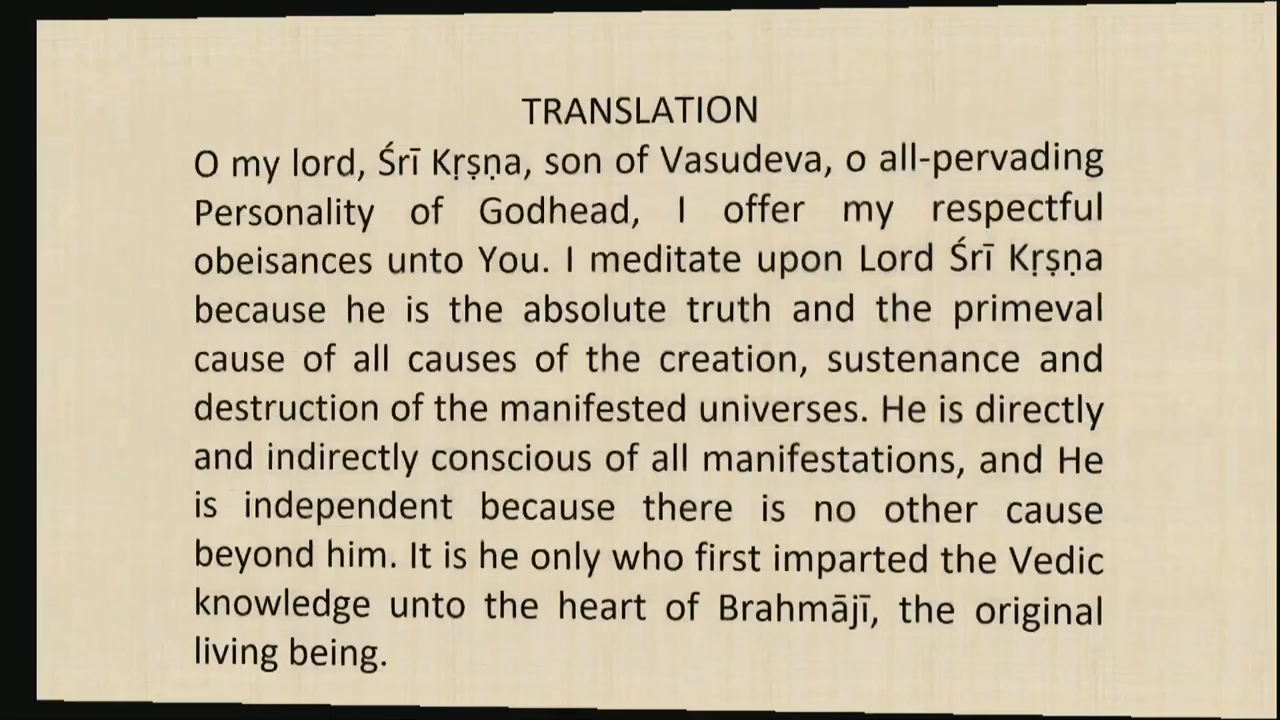 TRANSLATION
O my lord, Śrī Kṛṣṇa, son of Vasudeva, o all-pervading
Personality of Godhead, I offer my respectful
obeisances unto You. I meditate upon Lord Śrī Kṛṣṇa
because he is the absolute truth and the primeval
cause of all causes of the creation, sustenance and
destruction of the manifested universes. He is directly
and indirectly conscious of all manifestations, and He
is independent because there is no other cause
beyond him. It is he only who first imparted the Vedic
knowledge unto the heart of Brahmājī, the original
living being.